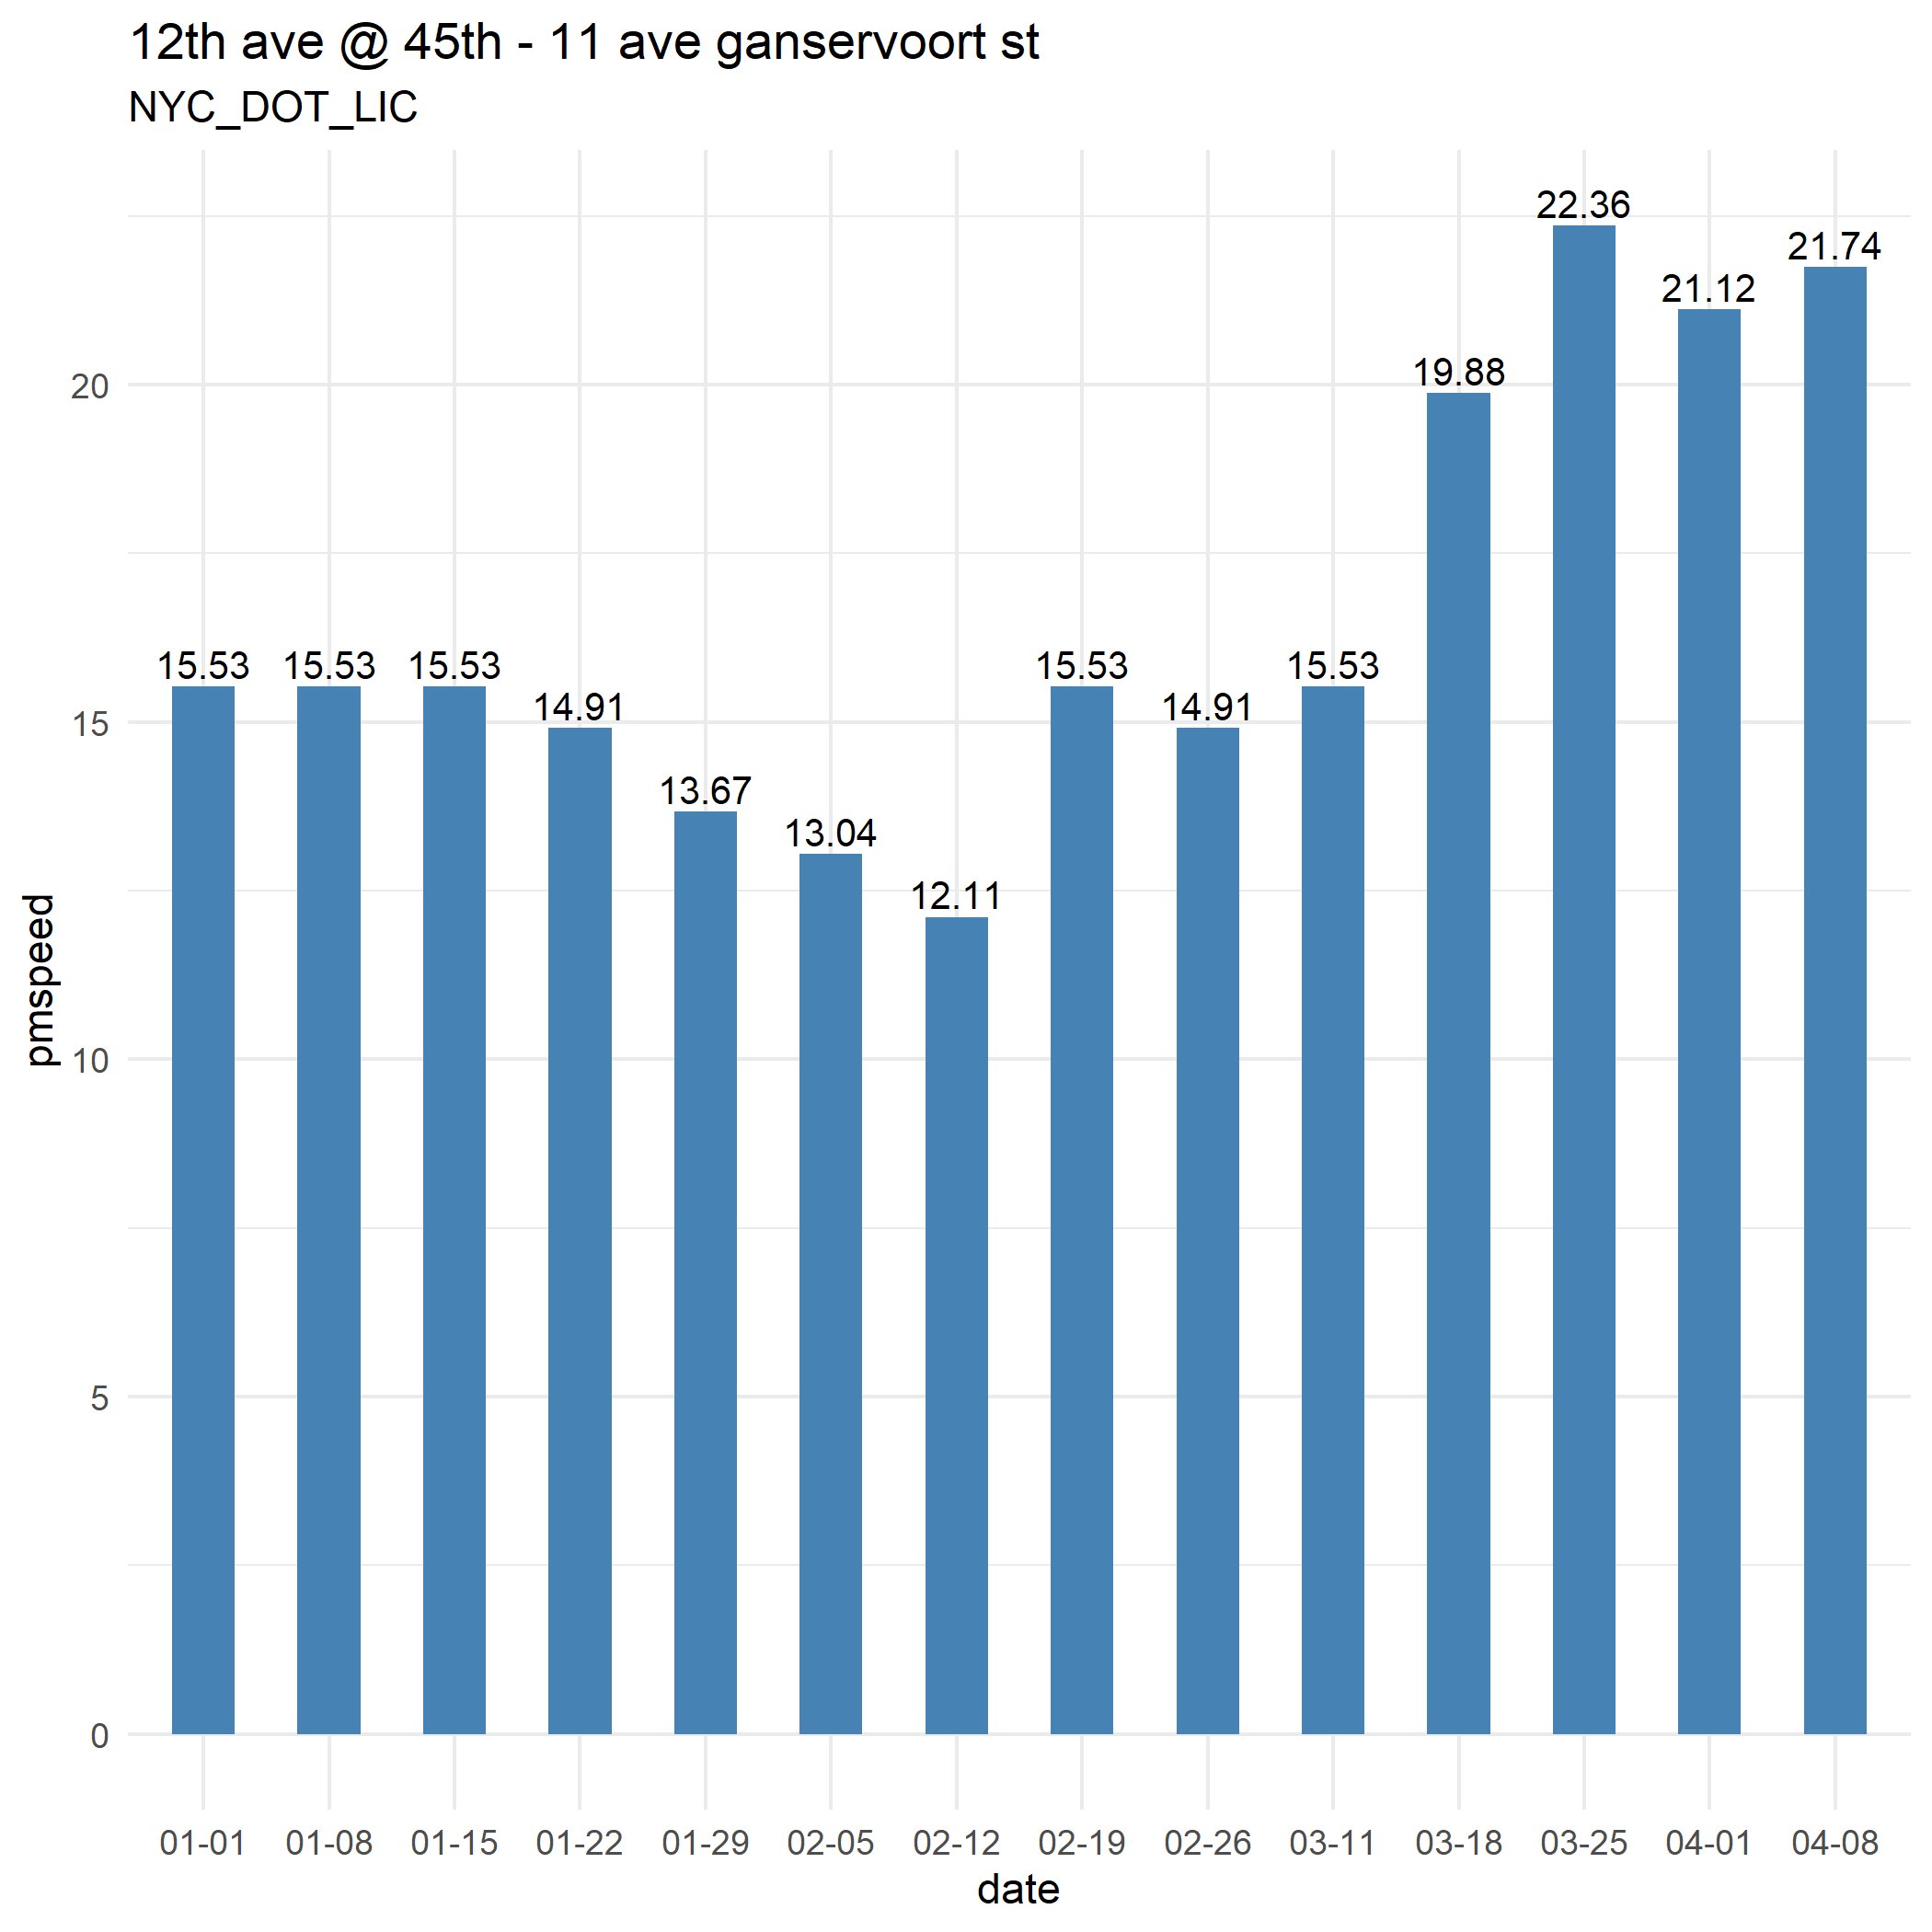 12th ave @ 45th - 11 ave ganservoort st
NYC_DOT_LIC
22.36
21.74
21.12
20
19.88
15.53 15.53 15.53 15.53 15.53
14.91 14.91
15
13.67
13.04
12.11
pmspeed
10
5
0
01-01 01-08 01-15 01-22 01-29 02-05 02-12 02-19 02-26 03-11 03-18 03-25 04-01 04-08
date